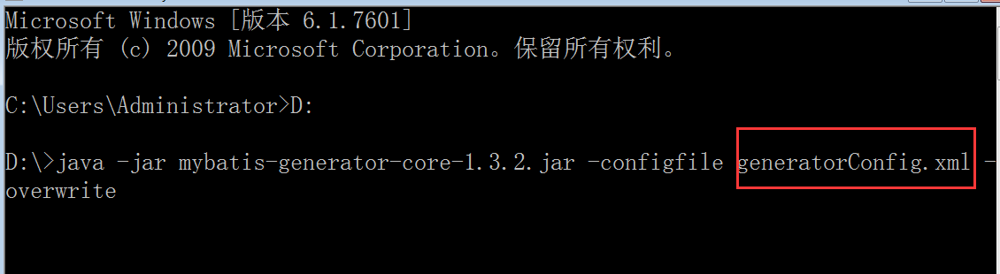 Microsoft Windows [版本 6.1.7601]
版权所有 (c) 2009 Microsoft Corporation。保留所有权利。
C:\Users\Administrator>D:
D:\>java -jar mybatis-generator-core-1.3.2.jar -configfile generatorConfig.xml -
overwrite